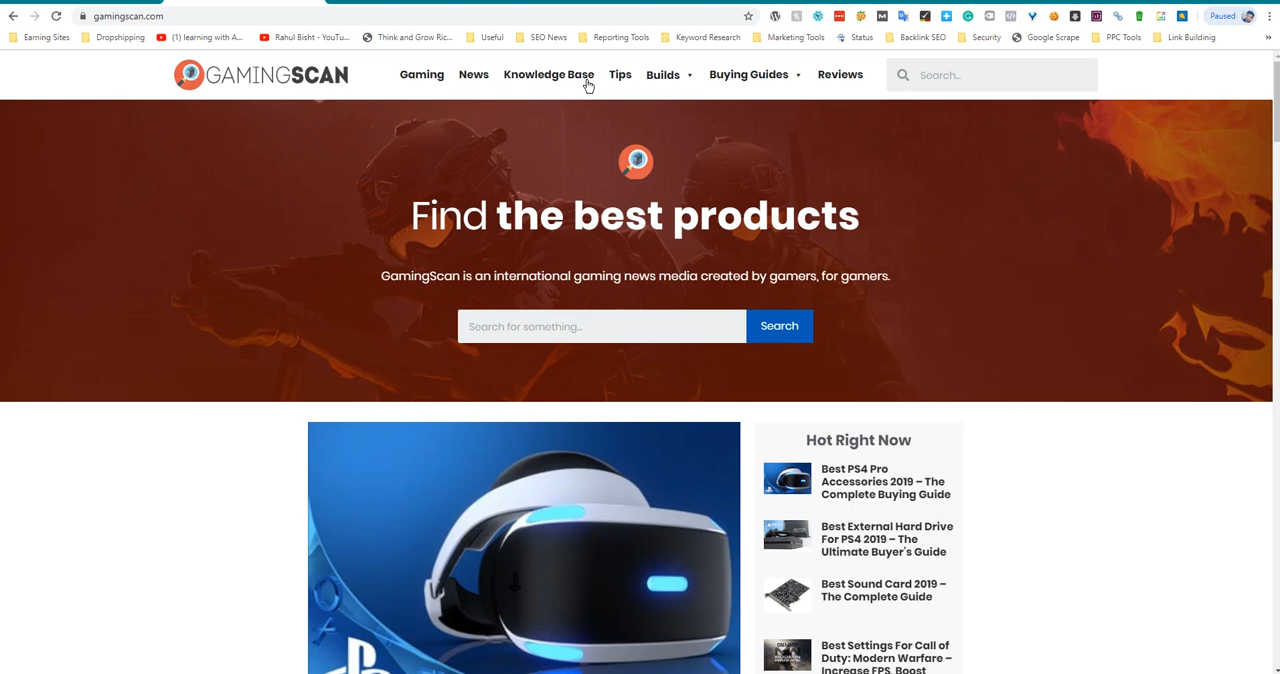 gamingscan.com
Paused
Earning Sites
Dropshipping
(1) learning with A...
Rahul Bisht - YouTu...
Think and Grow Ric...
Useful
SEO News
Reporting Tools
Keyword Research
Marketing Tools
Status
Backlink SEO
Security
Google Scrape
PPC Tools
Link Buildinig
GAMINGSCAN
Gaming
News
Knowledge Base
Tips
Builds
Buying Guides
Reviews
Search...
Find the best products
GamingScan is an international gaming news media created by gamers, for gamers.
Search for something...
Search
Hot Right Now
Best PS4 Pro
Accessories 2019 – The
Complete Buying Guide
Best External Hard Drive
For PS4 2019 – The
Ultimate Buyer's Guide
Best Sound Card 2019 –
The Complete Guide
Best Settings For Call of
Duty: Modern Warfare –
Increase FPS, Boost